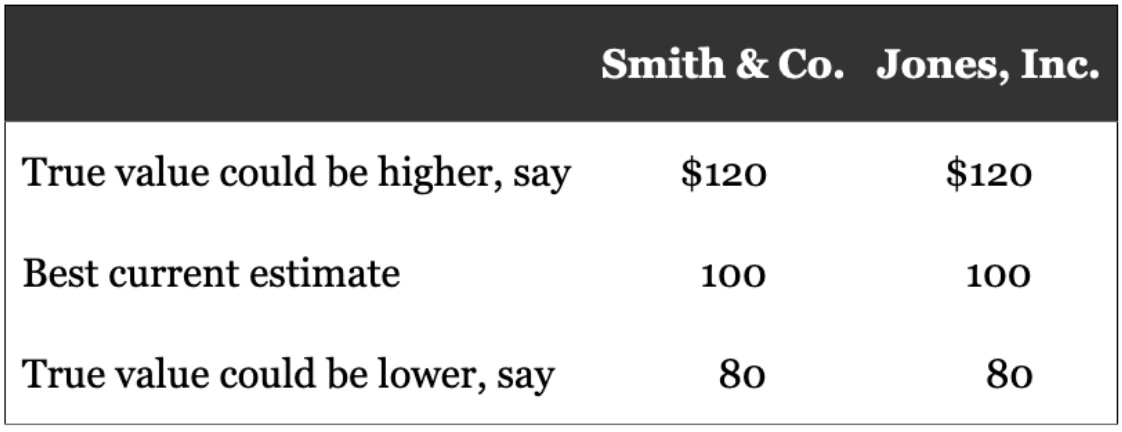 Smith & Co. Jones, Inc.
True value could be higher, say $120 $120
Best current estimate 100 100
True value could be lower, say 80 80